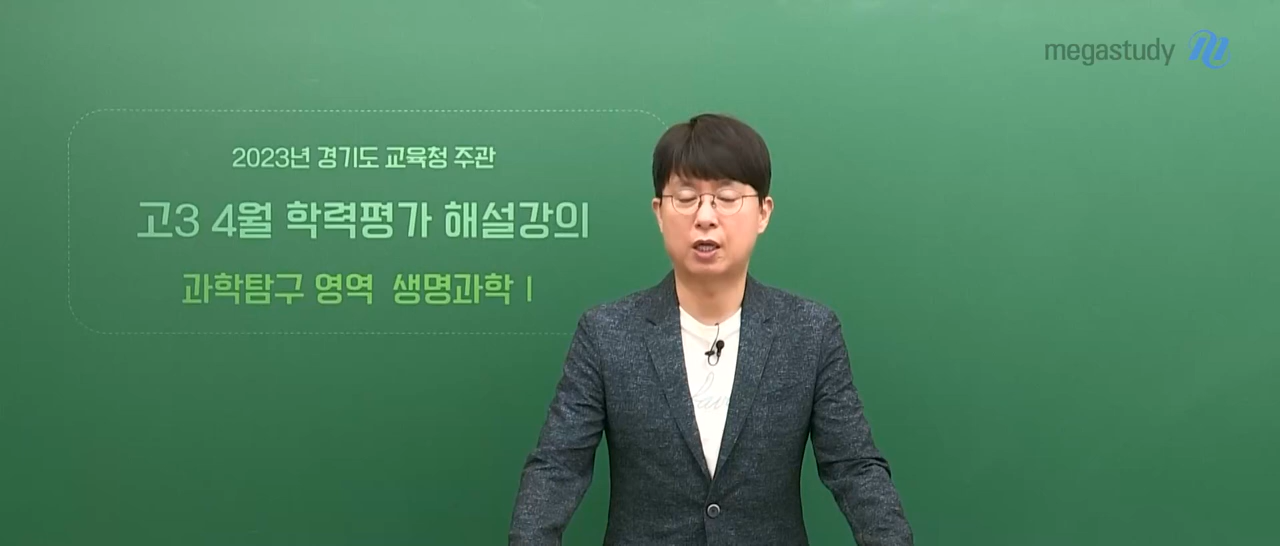 megastudy
2023년 경기도 교육청 주관
고3 4월 학력평가 해설강의
과학탐구 영역 생명과학 I